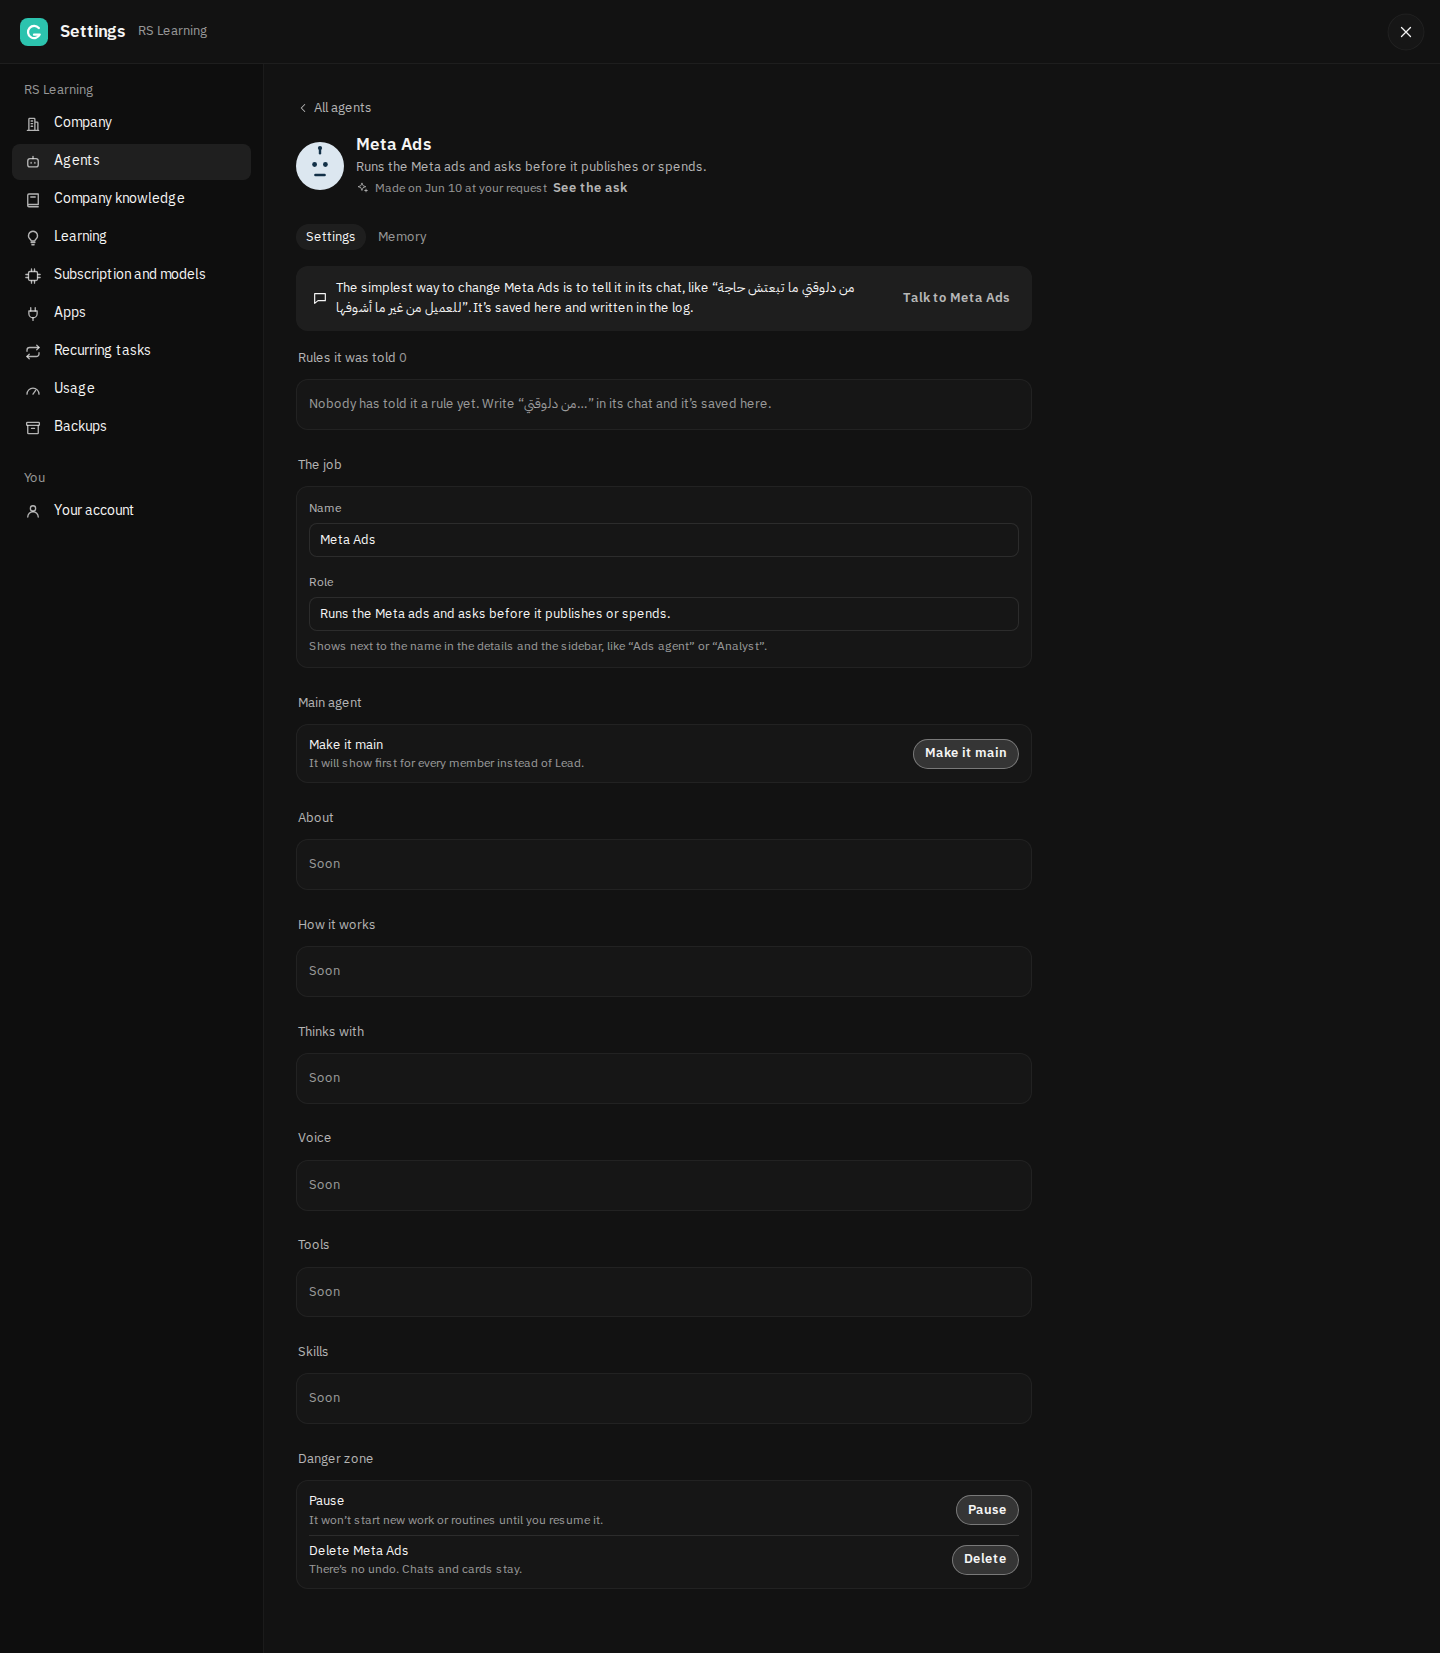 Settings RS Learning
RS Learning
Company
Agents
Company knowledge
Learning
Subscription and models
Apps
Recurring tasks
Usage
Backups
You
Your account
All agents
Meta Ads
Runs the Meta ads and asks before it publishes or spends.
Made on Jun 10 at your request See the ask
Settings Memory
The simplest way to change Meta Ads is to tell it in its chat, like “من دلوقتي ما تبعتش حاجة
للعميل من غير ما أشوفها”. It’s saved here and written in the log.
Talk to Meta Ads
Rules it was told 0
Nobody has told it a rule yet. Write “من دلوقتي…” in its chat and it’s saved here.
The job
Name
Meta Ads
Role
Runs the Meta ads and asks before it publishes or spends.
Shows next to the name in the details and the sidebar, like “Ads agent” or “Analyst”.
Main agent
Make it main
It will show first for every member instead of Lead.
Make it main
About
Soon
How it works
Soon
Thinks with
Soon
Voice
Soon
Tools
Soon
Skills
Soon
Danger zone
Pause
It won’t start new work or routines until you resume it.
Pause
Delete Meta Ads
There’s no undo. Chats and cards stay.
Delete